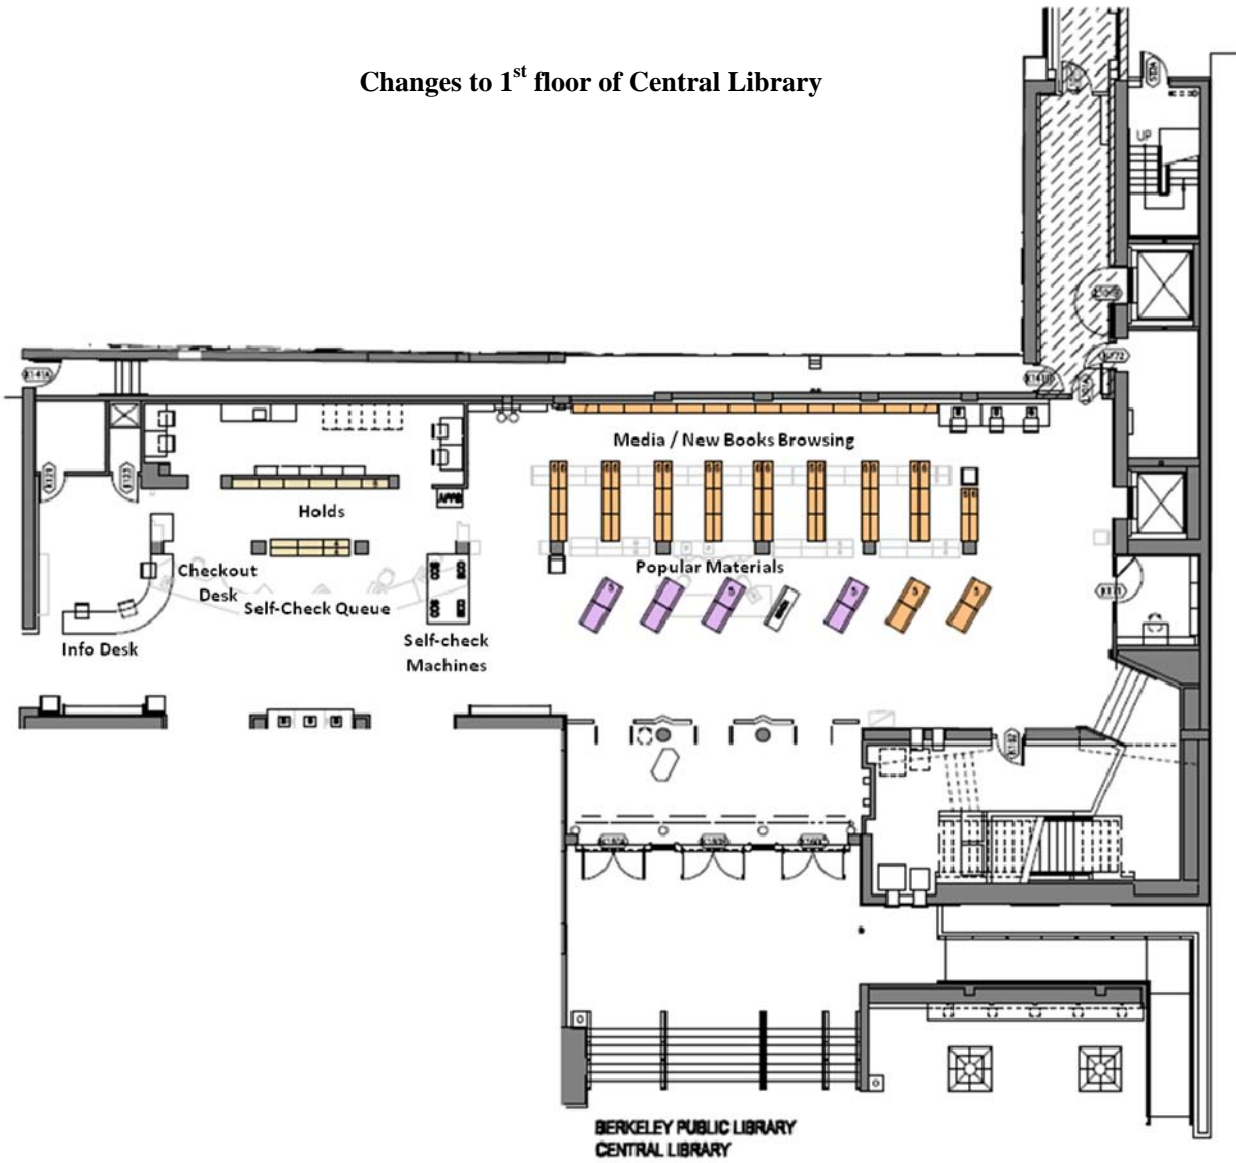 Changes to 1st floor of Central Library
UP
Media / New Books Browsing
Holds
Checkout
Desk
Self-Check Queue
Popular Materials
Info Desk
Self-check
Machines
BERKELEY PUBLIC LIBRARY
CENTRAL LIBRARY